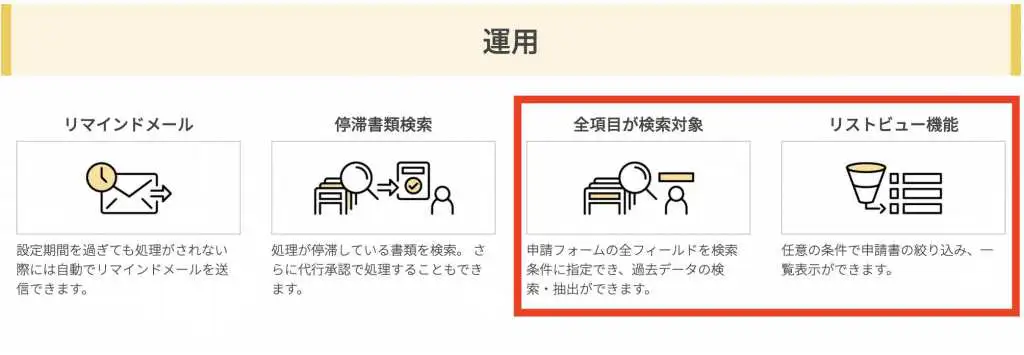 運用
リマインドメール
設定期間を過ぎても処理がされない
際には自動でリマインドメールを送
信できます。
停滞書類検索
処理が停滞している書類を検索。 さ
らに代行承認で処理することもでき
ます。
全項目が検索対象
申請フォームの全フィールドを検索
条件に指定でき、過去データの検
索・抽出ができます。
リストビュー機能
任意の条件で申請書の絞り込み、一
覧表示ができます。